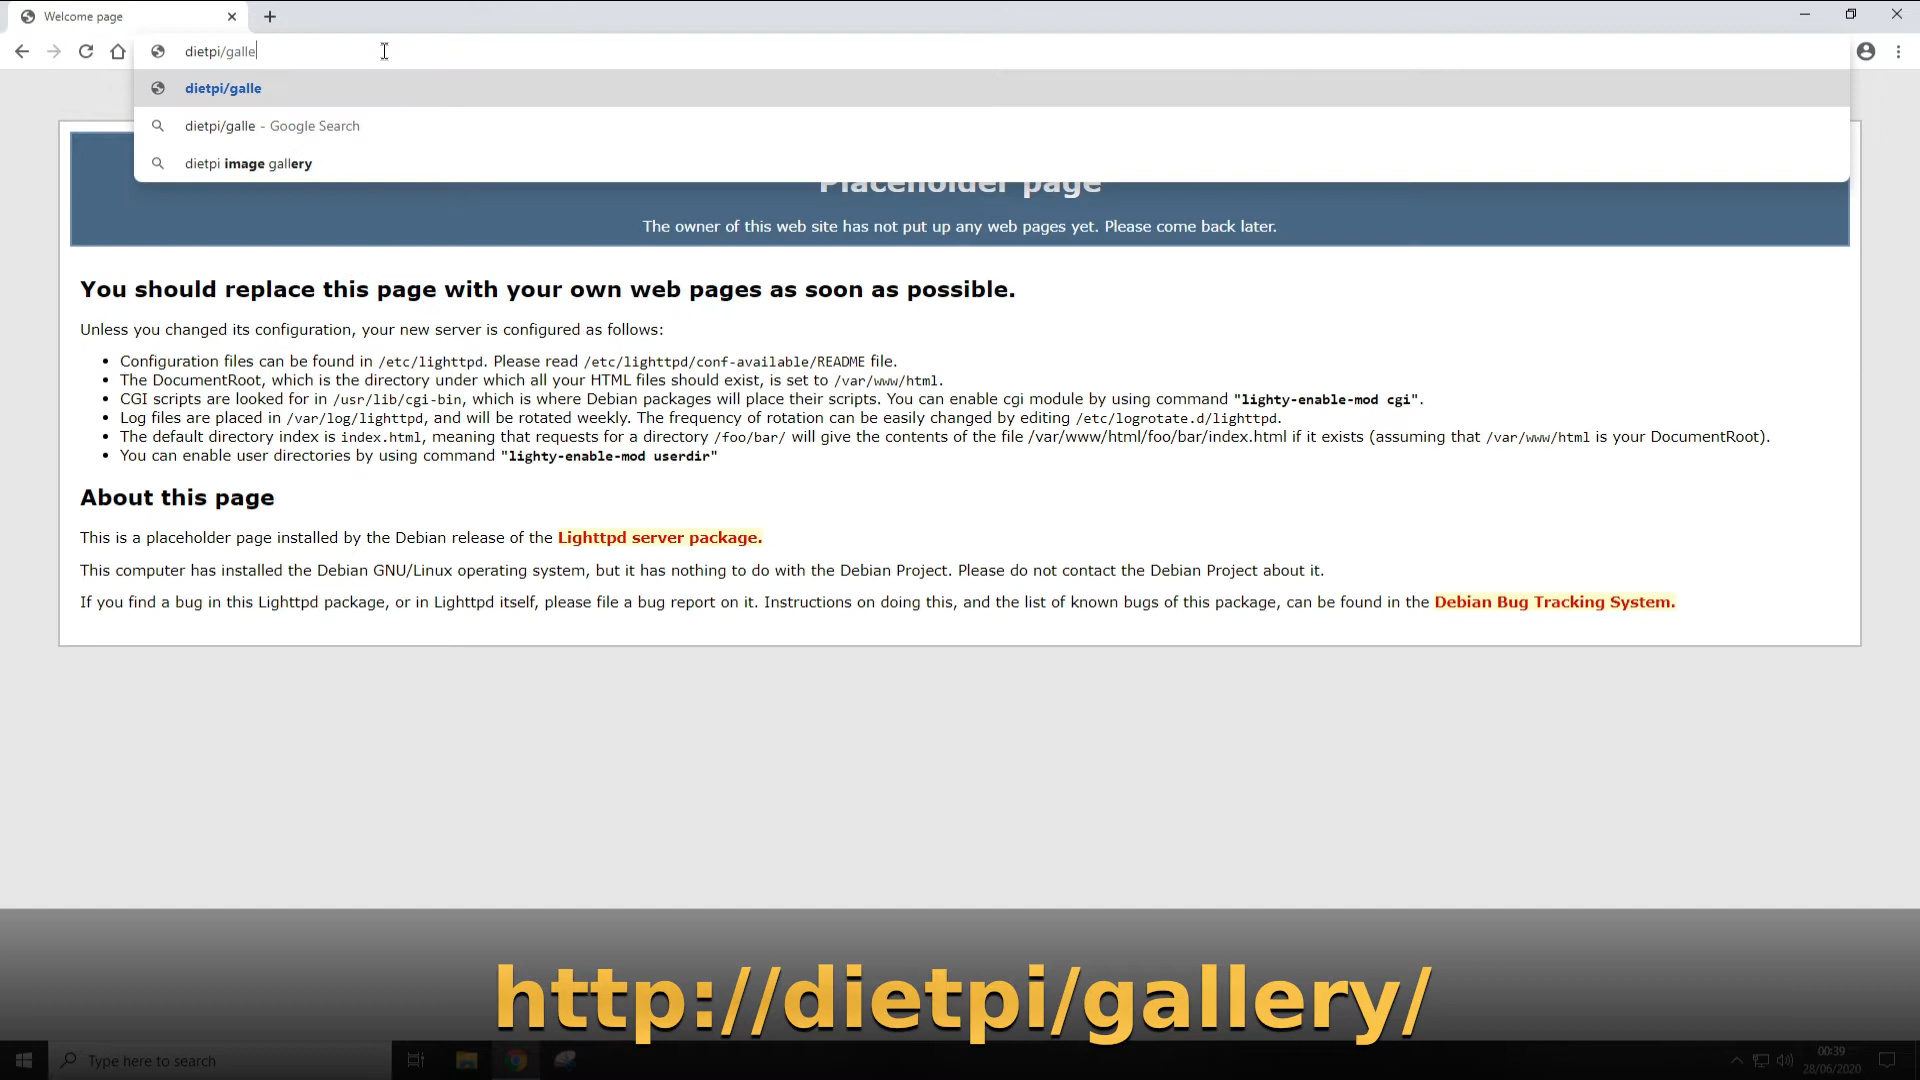 Welcome page
dietpi/galle
dietpi/galle
dietpi/galle - Google Search
dietpi image gallery
Placeholder page
The owner of this web site has not put up any web pages yet. Please come back later.
You should replace this page with your own web pages as soon as possible.
Unless you changed its configuration, your new server is configured as follows:
• Configuration files can be found in /etc/lighttpd. Please read /etc/lighttpd/conf-available/README file.
• The DocumentRoot, which is the directory under which all your HTML files should exist, is set to /var/www/html.
• CGI scripts are looked for in /usr/lib/cgi-bin, which is where Debian packages will place their scripts. You can enable cgi module by using command "lighty-enable-mod cgi".
• Log files are placed in /var/log/lighttpd, and will be rotated weekly. The frequency of rotation can be easily changed by editing /etc/logrotate.d/lighttpd.
• The default directory index is index.html, meaning that requests for a directory /foo/bar/ will give the contents of the file /var/www/html/foo/bar/index.html if it exists (assuming that /var/www/html is your DocumentRoot).
• You can enable user directories by using command "lighty-enable-mod userdir"
About this page
This is a placeholder page installed by the Debian release of the Lighttpd server package.
This computer has installed the Debian GNU/Linux operating system, but it has nothing to do with the Debian Project. Please do not contact the Debian Project about it.
If you find a bug in this Lighttpd package, or in Lighttpd itself, please file a bug report on it. Instructions on doing this, and the list of known bugs of this package, can be found in the Debian Bug Tracking System.
http://dietpi/gallery/
Type here to search
00:39
28/06/2020